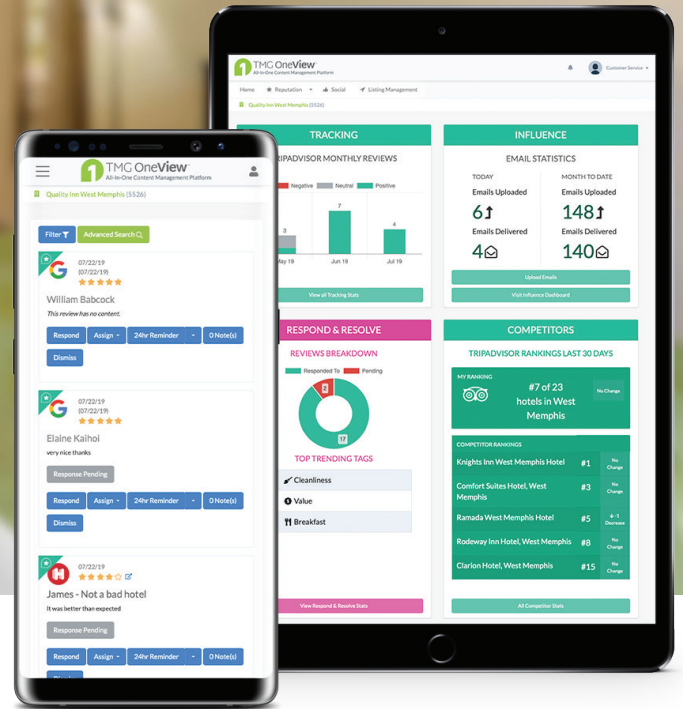 TMG OneView
All-In-One Content Management Platform
Quality Inn West Memphis (5526)
Filter
Advanced Search
07/22/19
(07/22/19)
William Babcock
This review has no content.
Respond
Assign
24hr Reminder
0 Note(s)
Dismiss
07/22/19
(07/22/19)
Elaine Kaihoi
very nice thanks
Response Pending
Respond
Assign
24hr Reminder
0 Note(s)
Dismiss
07/22/19
James - Not a bad hotel
It was better than expected
Response Pending
Respond
Assign
24hr Reminder
0 Note(s)
TMG OneView
All-In-One Content Management Platform
Customer Service
Home
Reputation
Social
Listing Management
Quality Inn West Memphis (5526)
TRACKING
RIPADVISOR MONTHLY REVIEWS
Negative
Neutral
Positive
3
7
4
May 19
Jun 19
Jul 19
View all Tracking Stats
INFLUENCE
EMAIL STATISTICS
TODAY
MONTH TO DATE
Emails Uploaded
Emails Uploaded
6
148
Emails Delivered
Emails Delivered
4
140
Upload Emails
Visit Influence Dashboard
RESPOND & RESOLVE
REVIEWS BREAKDOWN
Responded To
Pending
2
17
TOP TRENDING TAGS
Cleanliness
Value
Breakfast
View Respond & Resolve Stats
COMPETITORS
TRIPADVISOR RANKINGS LAST 30 DAYS
MY RANKING
#7 of 23
hotels in West
Memphis
No Change
COMPETITOR RANKINGS
Knights Inn West Memphis Hotel #1 No
Change
Comfort Suites Hotel, West
Memphis #3 No
Change
Ramada West Memphis Hotel #5 -1
Decrease
Rodeway Inn Hotel, West Memphis #8 No
Change
Clarion Hotel, West Memphis #15 No
Change
All Competitor Stats